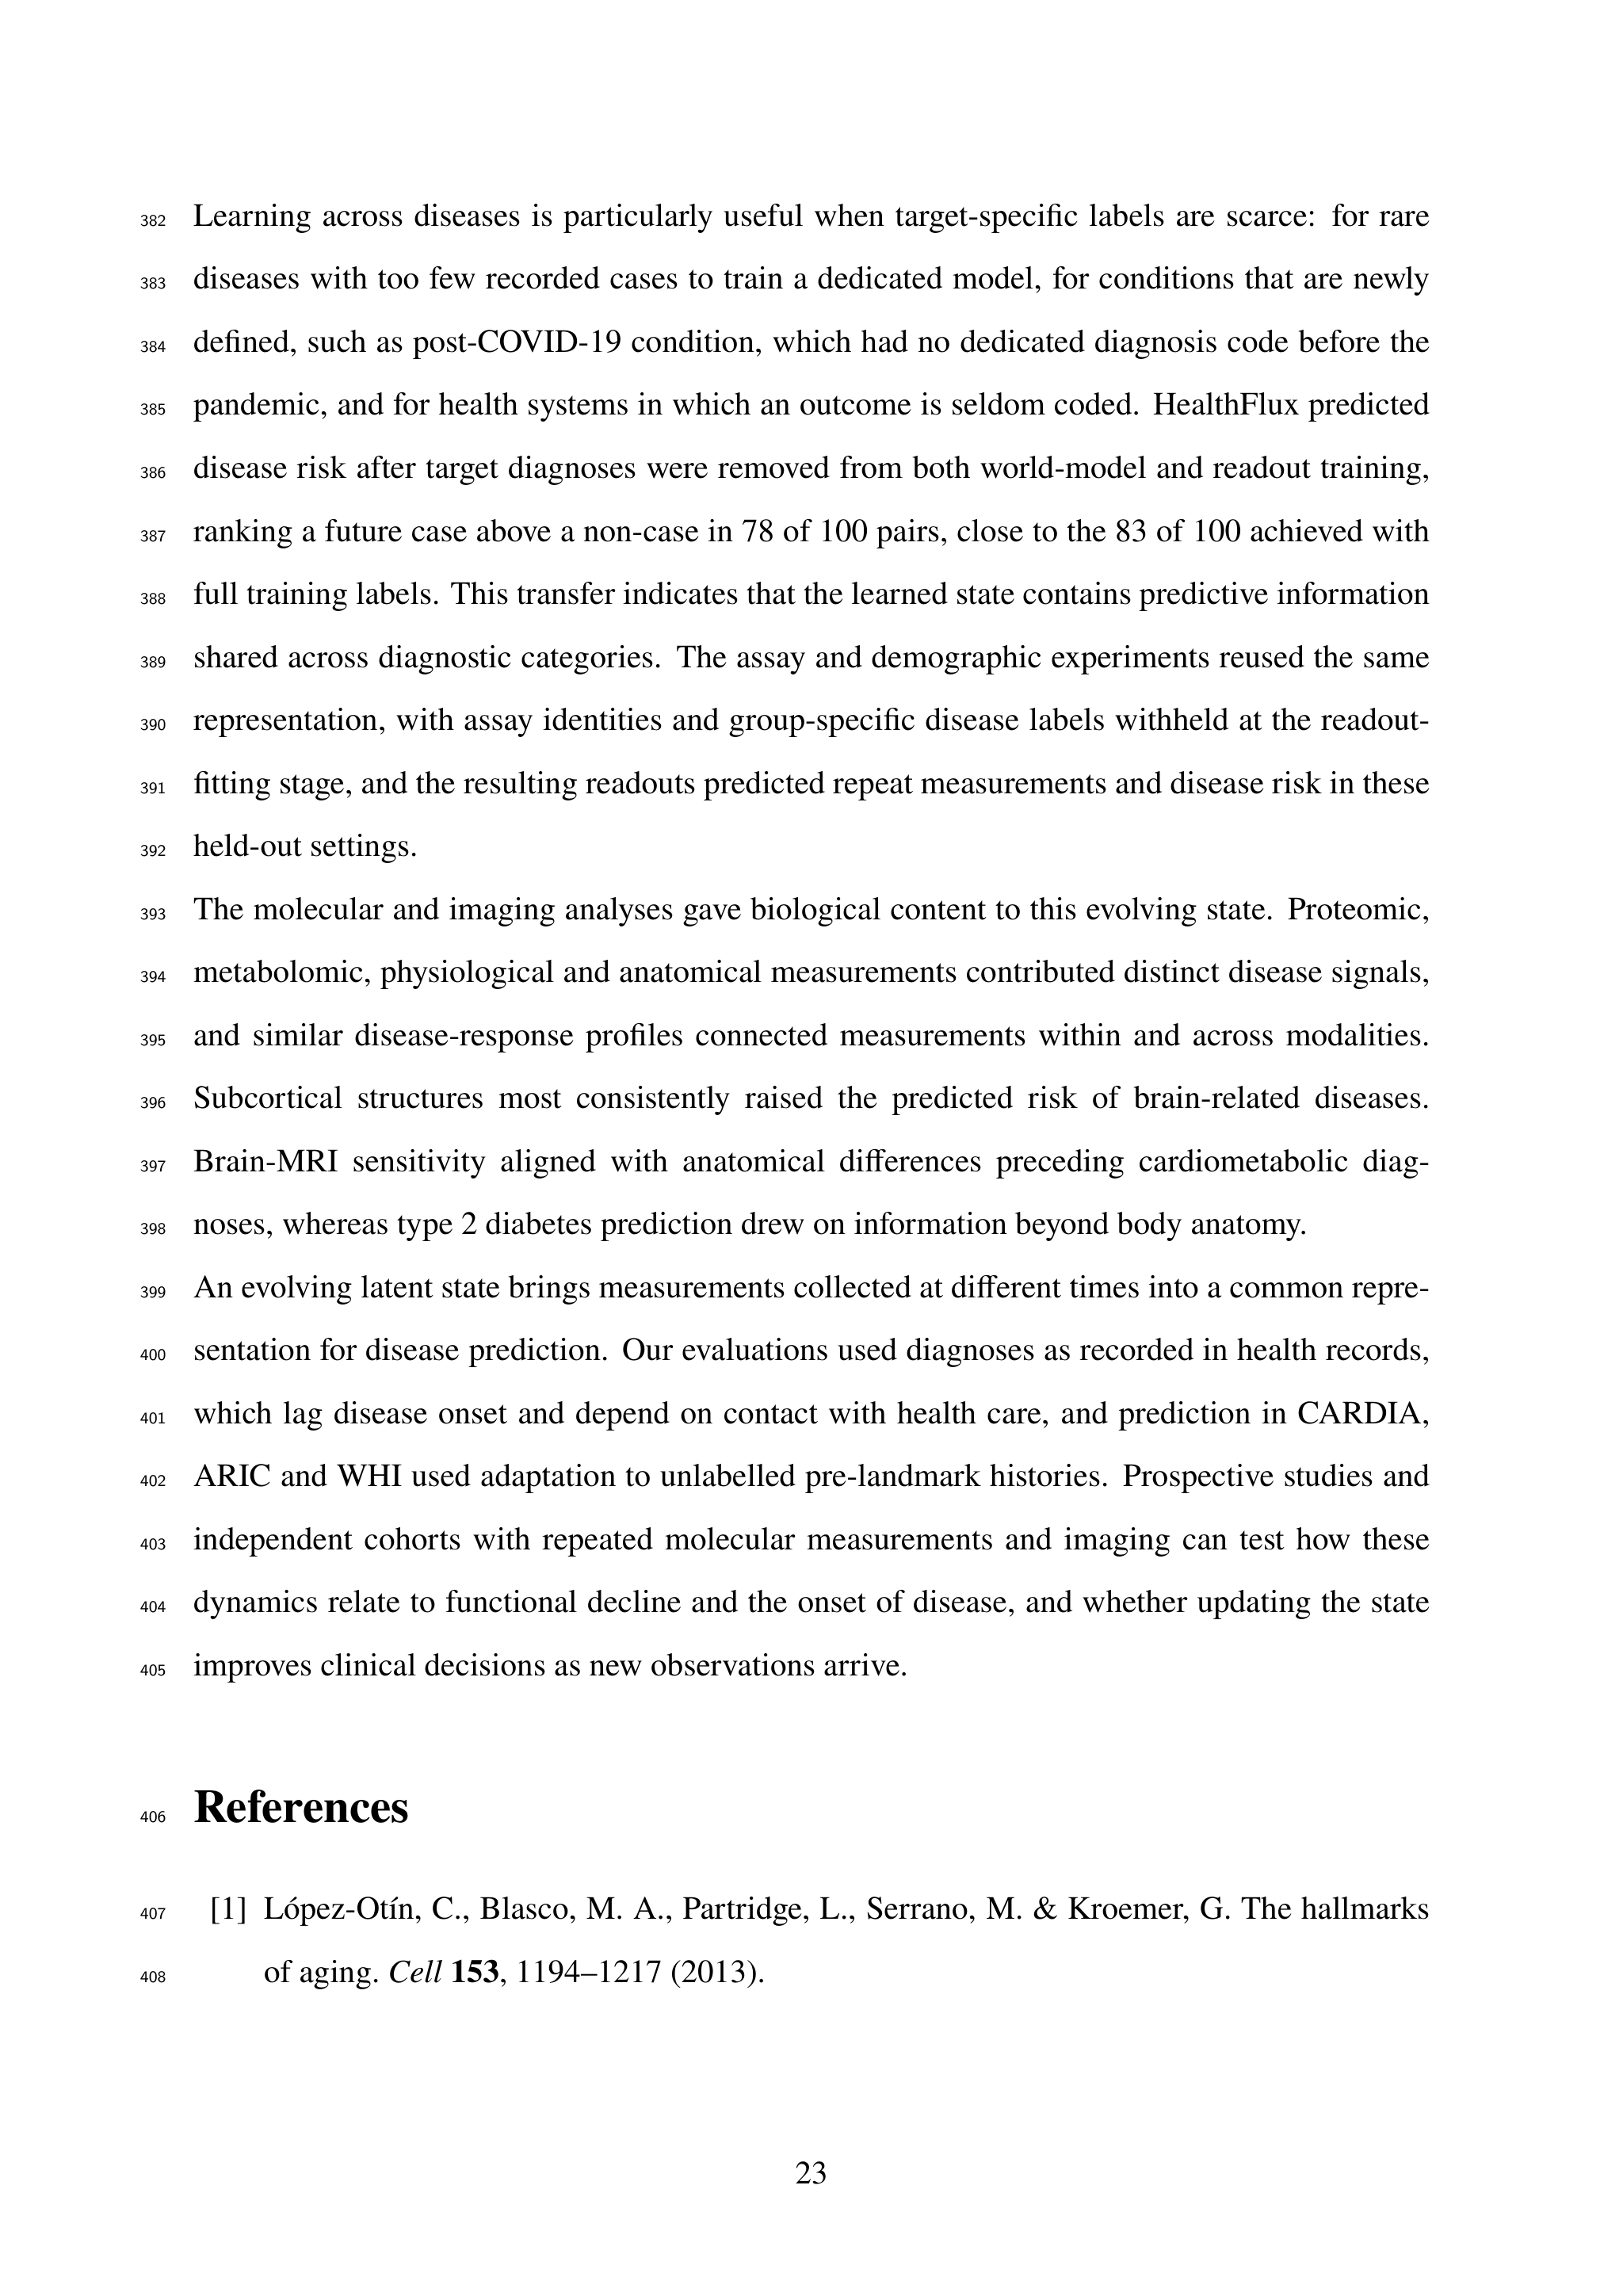 382 Learning across diseases is particularly useful when target-specific labels are scarce: for rare
383 diseases with too few recorded cases to train a dedicated model, for conditions that are newly
384 defined, such as post-COVID-19 condition, which had no dedicated diagnosis code before the
385 pandemic, and for health systems in which an outcome is seldom coded. HealthFlux predicted
386 disease risk after target diagnoses were removed from both world-model and readout training,
387 ranking a future case above a non-case in 78 of 100 pairs, close to the 83 of 100 achieved with
388 full training labels. This transfer indicates that the learned state contains predictive information
389 shared across diagnostic categories. The assay and demographic experiments reused the same
390 representation, with assay identities and group-specific disease labels withheld at the readout-
391 fitting stage, and the resulting readouts predicted repeat measurements and disease risk in these
392 held-out settings.
393 The molecular and imaging analyses gave biological content to this evolving state. Proteomic,
394 metabolomic, physiological and anatomical measurements contributed distinct disease signals,
395 and similar disease-response profiles connected measurements within and across modalities.
396 Subcortical structures most consistently raised the predicted risk of brain-related diseases.
397 Brain-MRI sensitivity aligned with anatomical differences preceding cardiometabolic diag-
398 noses, whereas type 2 diabetes prediction drew on information beyond body anatomy.
399 An evolving latent state brings measurements collected at different times into a common repre-
400 sentation for disease prediction. Our evaluations used diagnoses as recorded in health records,
401 which lag disease onset and depend on contact with health care, and prediction in CARDIA,
402 ARIC and WHI used adaptation to unlabelled pre-landmark histories. Prospective studies and
403 independent cohorts with repeated molecular measurements and imaging can test how these
404 dynamics relate to functional decline and the onset of disease, and whether updating the state
405 improves clinical decisions as new observations arrive.
406 References
407 [1] López-Otín, C., Blasco, M. A., Partridge, L., Serrano, M. & Kroemer, G. The hallmarks
408 of aging. Cell 153, 1194–1217 (2013).
23